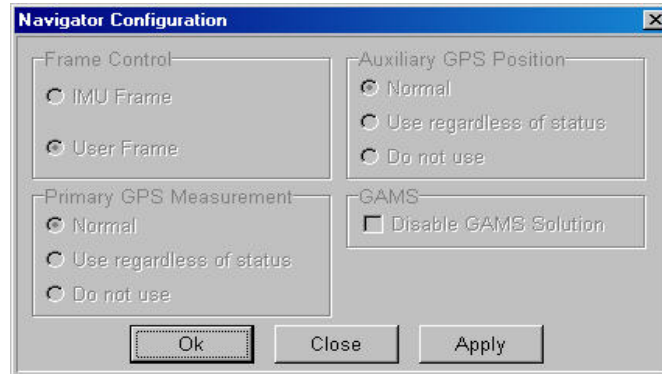 Navigator Configuration
Frame Control
IMU Frame
User Frame
Auxiliary GPS Position
Normal
Use regardless of status
Do not use
Primary GPS Measurement
Normal
Use regardless of status
Do not use
GAMS
Disable GAMS Solution
Ok
Close
Apply